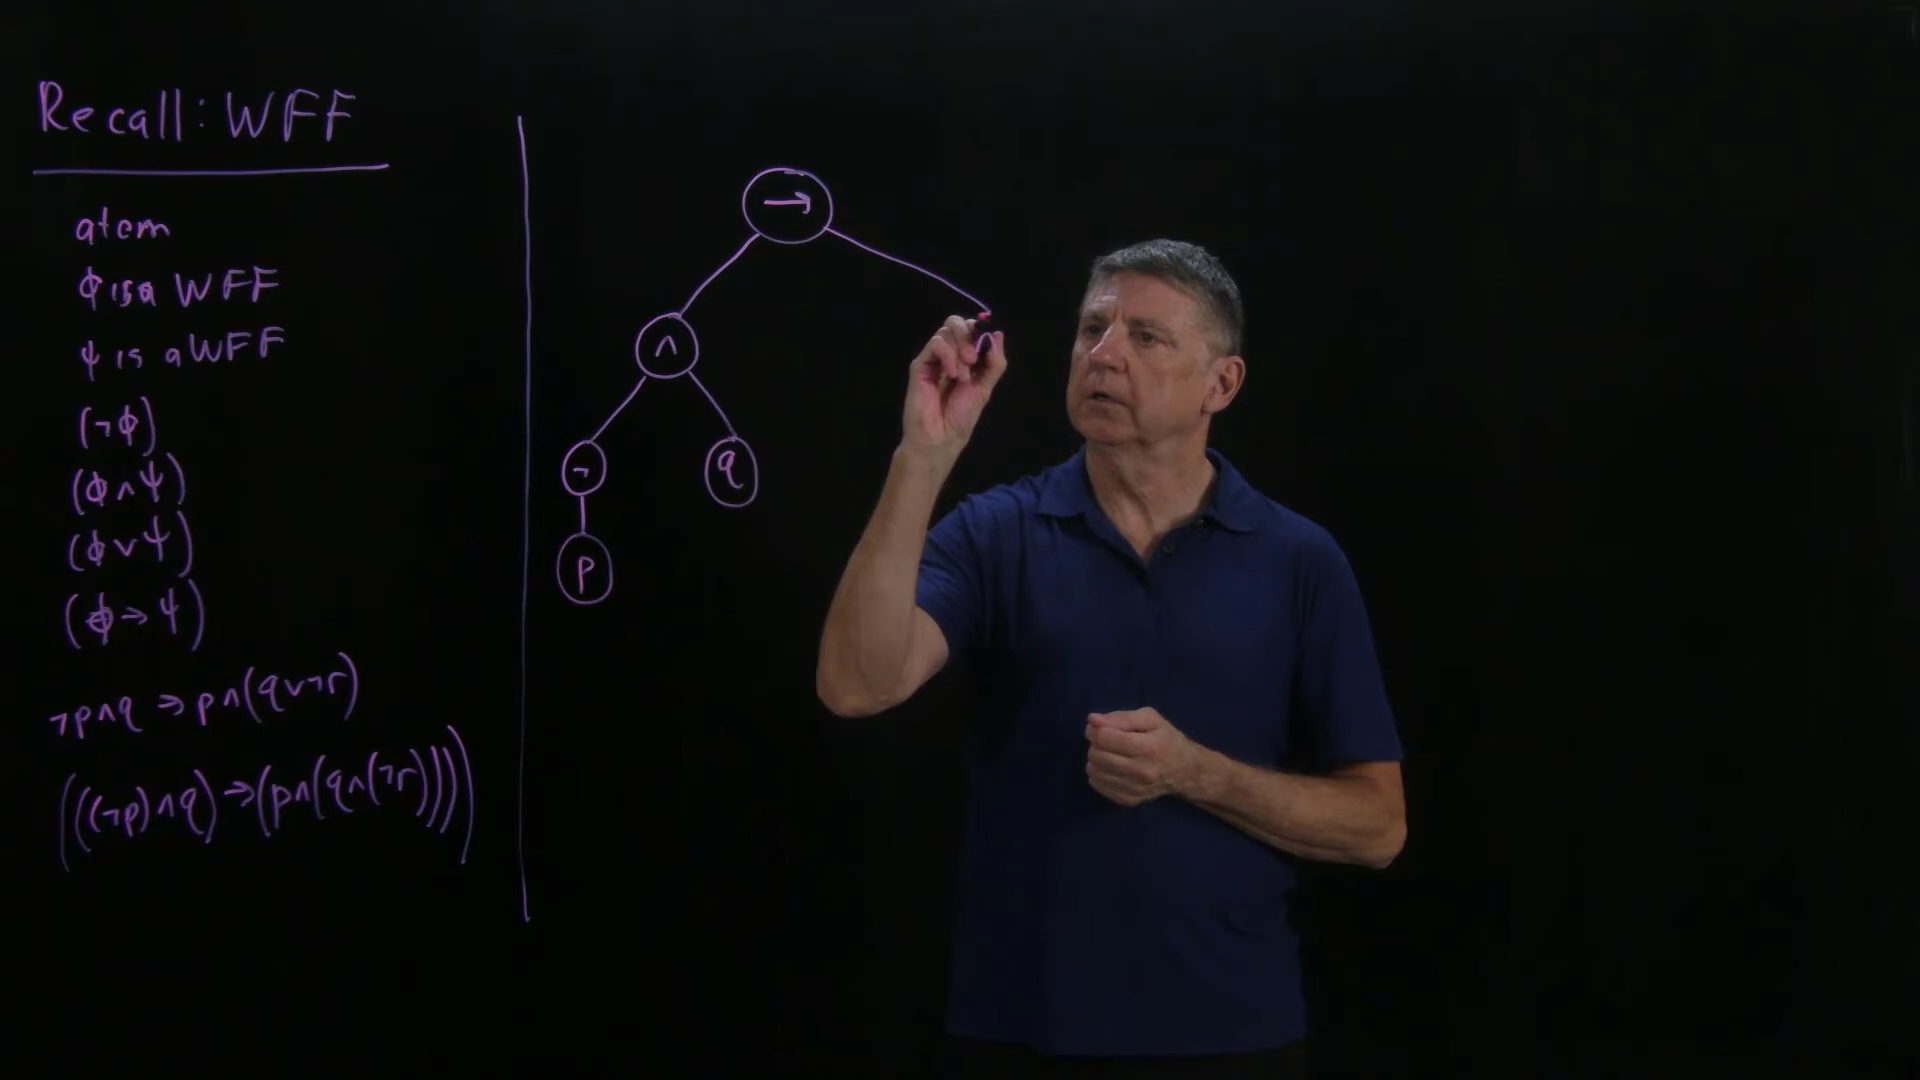 Recall: WFF
atom
ϕ is a WFF
ψ is a WFF
(¬ϕ)
(ϕ∧ψ)
(ϕ∨ψ)
(ϕ→ψ)
¬p∧q → p∧(q∨¬r)
(((¬p)∧q)→(p∧(q∧(¬r))))
→
∧
∧
¬
q
p